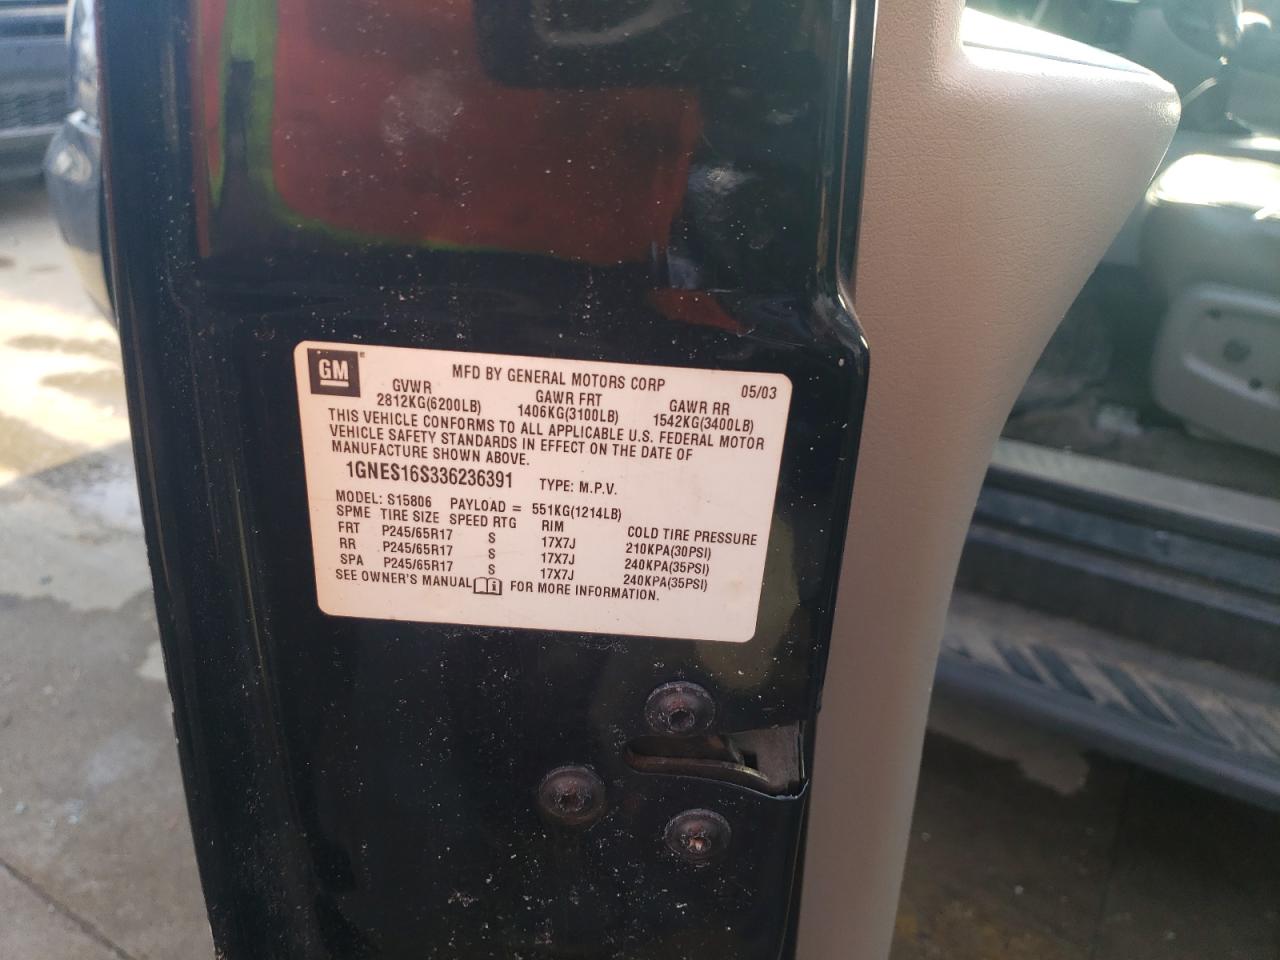 GM ®
MFD BY GENERAL MOTORS CORP 05/03
GVWR GAWR FRT GAWR RR
2812KG(6200LB) 1406KG(3100LB) 1542KG(3400LB)
THIS VEHICLE CONFORMS TO ALL APPLICABLE U.S. FEDERAL MOTOR
VEHICLE SAFETY STANDARDS IN EFFECT ON THE DATE OF
MANUFACTURE SHOWN ABOVE.
1GNES16S336236391 TYPE: M.P.V.
MODEL: S15806 PAYLOAD = 551KG(1214LB)
SPME TIRE SIZE SPEED RTG RIM COLD TIRE PRESSURE
FRT P245/65R17 S 17X7J 210KPA(30PSI)
RR P245/65R17 S 17X7J 240KPA(35PSI)
SPA P245/65R17 S 17X7J 240KPA(35PSI)
SEE OWNER'S MANUAL i FOR MORE INFORMATION.